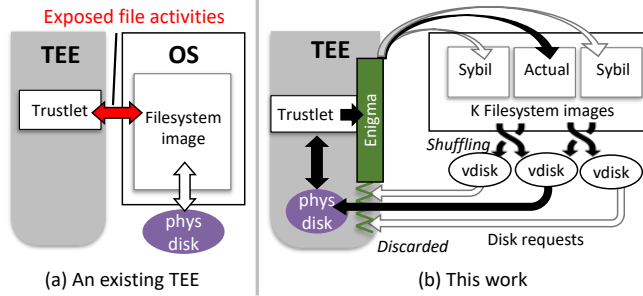 Exposed file activities
TEE
OS
Trustlet
Filesystem
image
phys
disk
(a) An existing TEE
TEE
Trustlet
Enigma
Sybil
Actual
Sybil
K Filesystem images
Shuffling
vdisk
vdisk
vdisk
phys
disk
Discarded
Disk requests
(b) This work